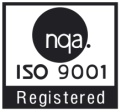 nqa.
ISO 9001
Registered